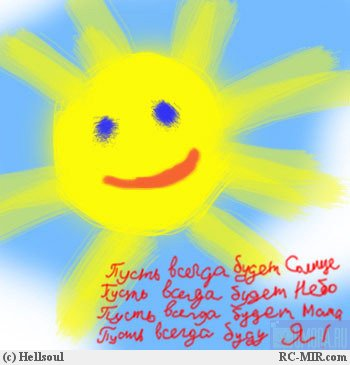 Пусть всегда будет Солнце
Пусть всегда будет Небо
Пусть всегда будет Мама
Пусть всегда буду Я!
(c) Hellsoul RC-MIR.com